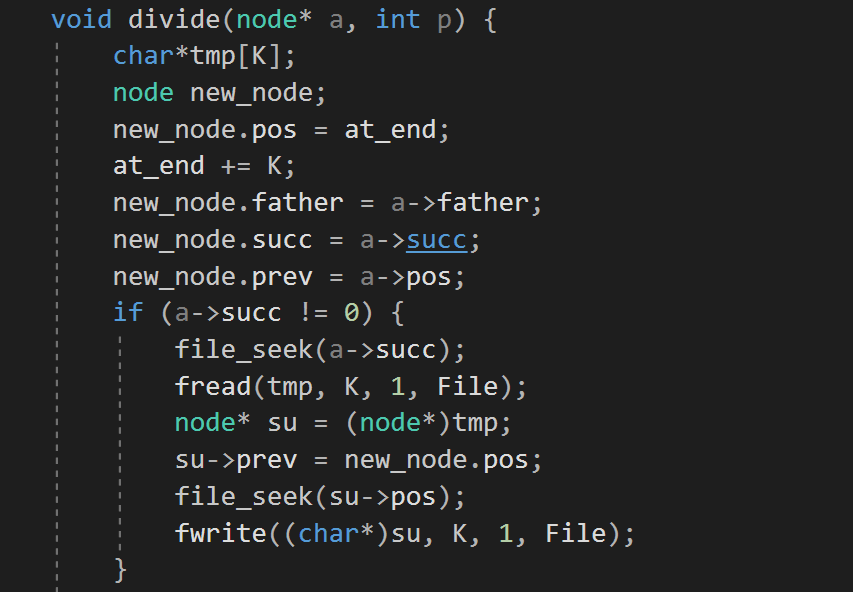 void divide(node* a, int p) {
char*tmp[K];
node new_node;
new_node.pos = at_end;
at_end += K;
new_node.father = a->father;
new_node.succ = a->succ;
new_node.prev = a->pos;
if (a->succ != 0) {
file_seek(a->succ);
fread(tmp, K, 1, File);
node* su = (node*)tmp;
su->prev = new_node.pos;
file_seek(su->pos);
fwrite((char*)su, K, 1, File);
}